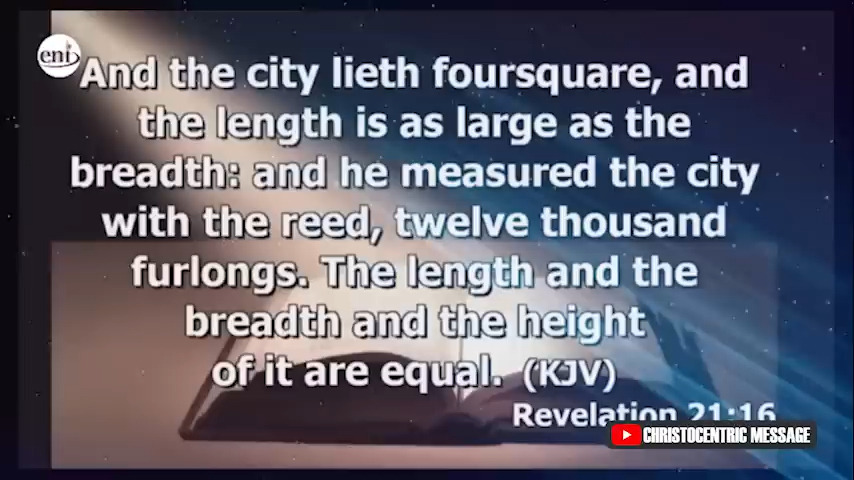 eni
And the city lieth foursquare, and
the length is as large as the
breadth: and he measured the city
with the reed, twelve thousand
furlongs. The length and the
breadth and the height
of it are equal. (KJV)
Revelation 21:16
CHRISTOCENTRIC MESSAGE